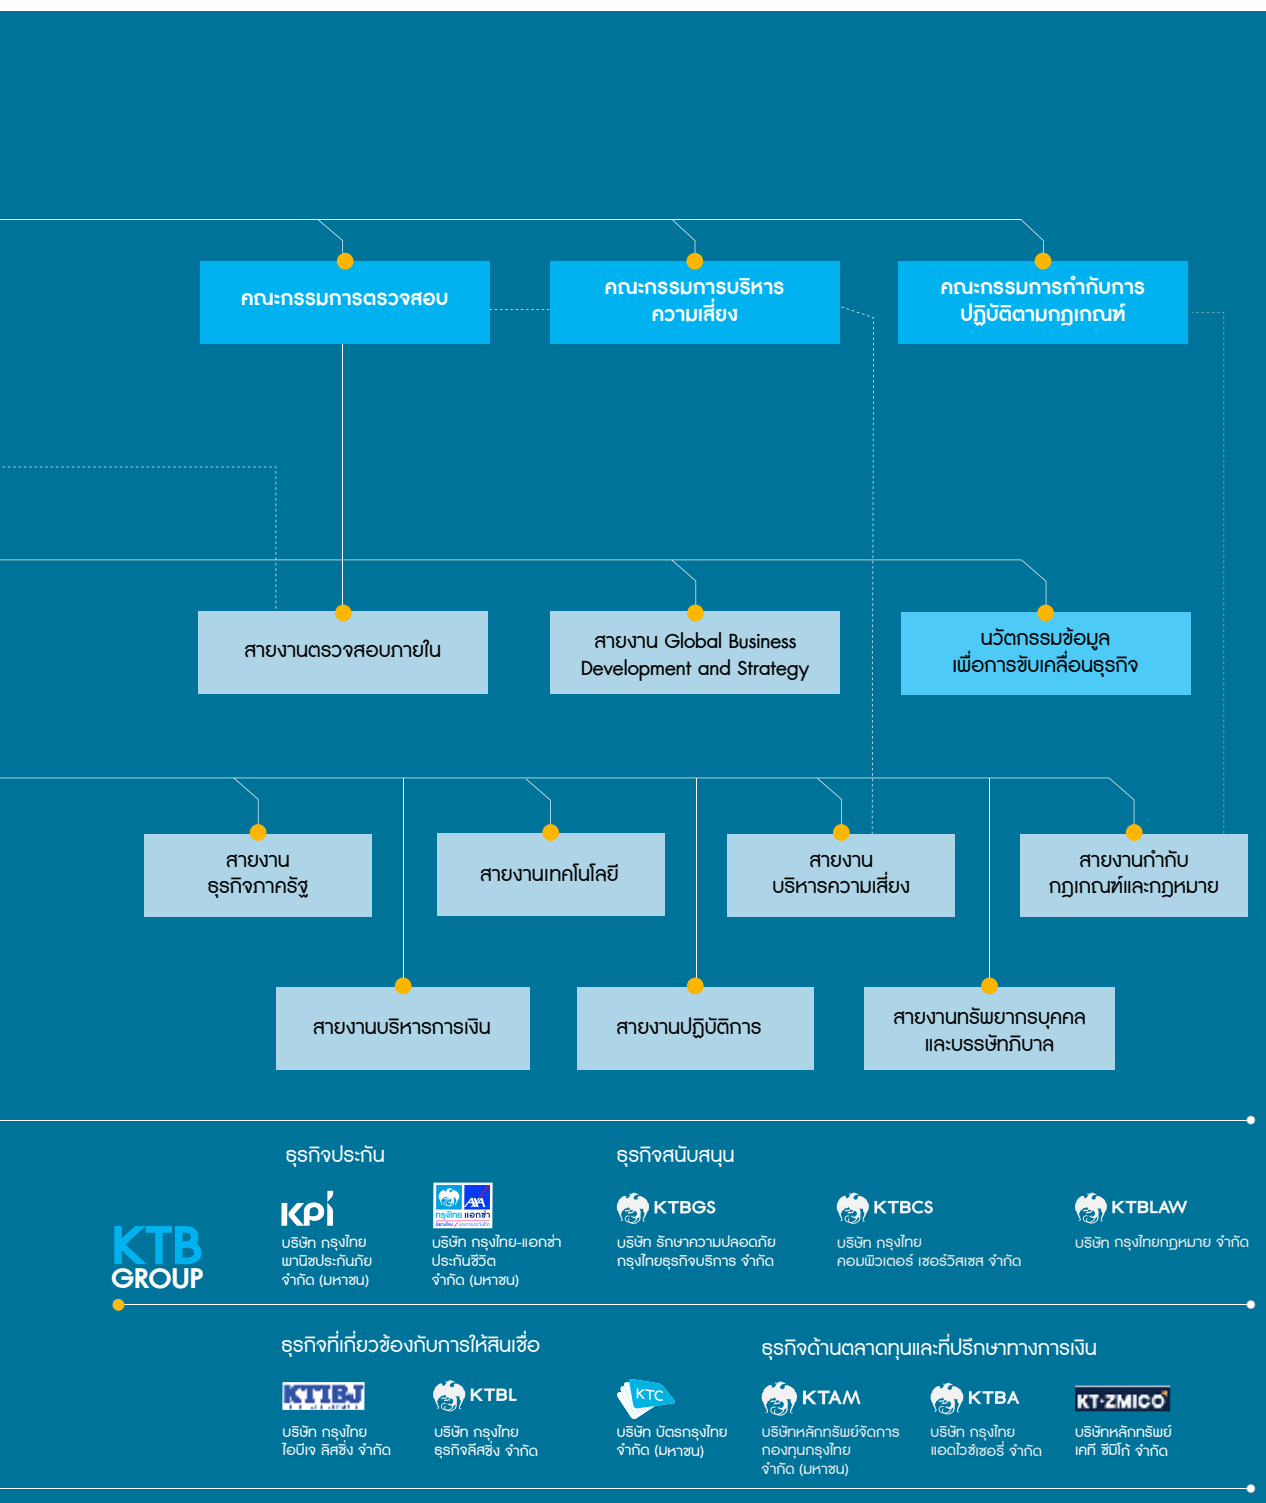 คณะกรรมการตรวจสอบ
คณะกรรมการบริหาร
ความเสี่ยง
คณะกรรมการกำกับการ
ปฏิบัติตามกฎเกณฑ์
สายงานตรวจสอบภายใน
สายงาน Global Business
Development and Strategy
นวัตกรรมข้อมูล
เพื่อการขับเคลื่อนธุรกิจ
สายงาน
ธุรกิจภาครัฐ
สายงานเทคโนโลยี
สายงาน
บริหารความเสี่ยง
สายงานกำกับ
กฎเกณฑ์และกฎหมาย
สายงานบริหารการเงิน
สายงานปฏิบัติการ
สายงานทรัพยากรบุคคล
และบรรษัทภิบาล
KTB
GROUP
ธุรกิจประกัน
KPI
บริษัท กรุงไทย
พานิชประกันภัย
จำกัด (มหาชน)
AXA
กรุงไทย แอกซ่า
บริษัท กรุงไทย-แอกซ่า
ประกันชีวิต
จำกัด (มหาชน)
ธุรกิจสนับสนุน
KTBGS
บริษัท รักษาความปลอดภัย
กรุงไทยธุรกิจบริการ จำกัด
KTBCS
บริษัท กรุงไทย
คอมพิวเตอร์ เซอร์วิสเซส จำกัด
KTBLAW
บริษัท กรุงไทยกฎหมาย จำกัด
ธุรกิจที่เกี่ยวข้องกับการให้สินเชื่อ
KTIBJ
บริษัท กรุงไทย
ไอบีเจ ลิสซิ่ง จำกัด
KTBL
บริษัท กรุงไทย
ธุรกิจลีสซิ่ง จำกัด
KTC
บริษัท บัตรกรุงไทย
จำกัด (มหาชน)
ธุรกิจด้านตลาดทุนและที่ปรึกษาทางการเงิน
KTAM
บริษัทหลักทรัพย์จัดการ
กองทุนกรุงไทย
จำกัด (มหาชน)
KTBA
บริษัท กรุงไทย
แอดไวซ์เซอรี่ จำกัด
KT•ZMICO
บริษัทหลักทรัพย์
เคที ซีมิโก้ จำกัด